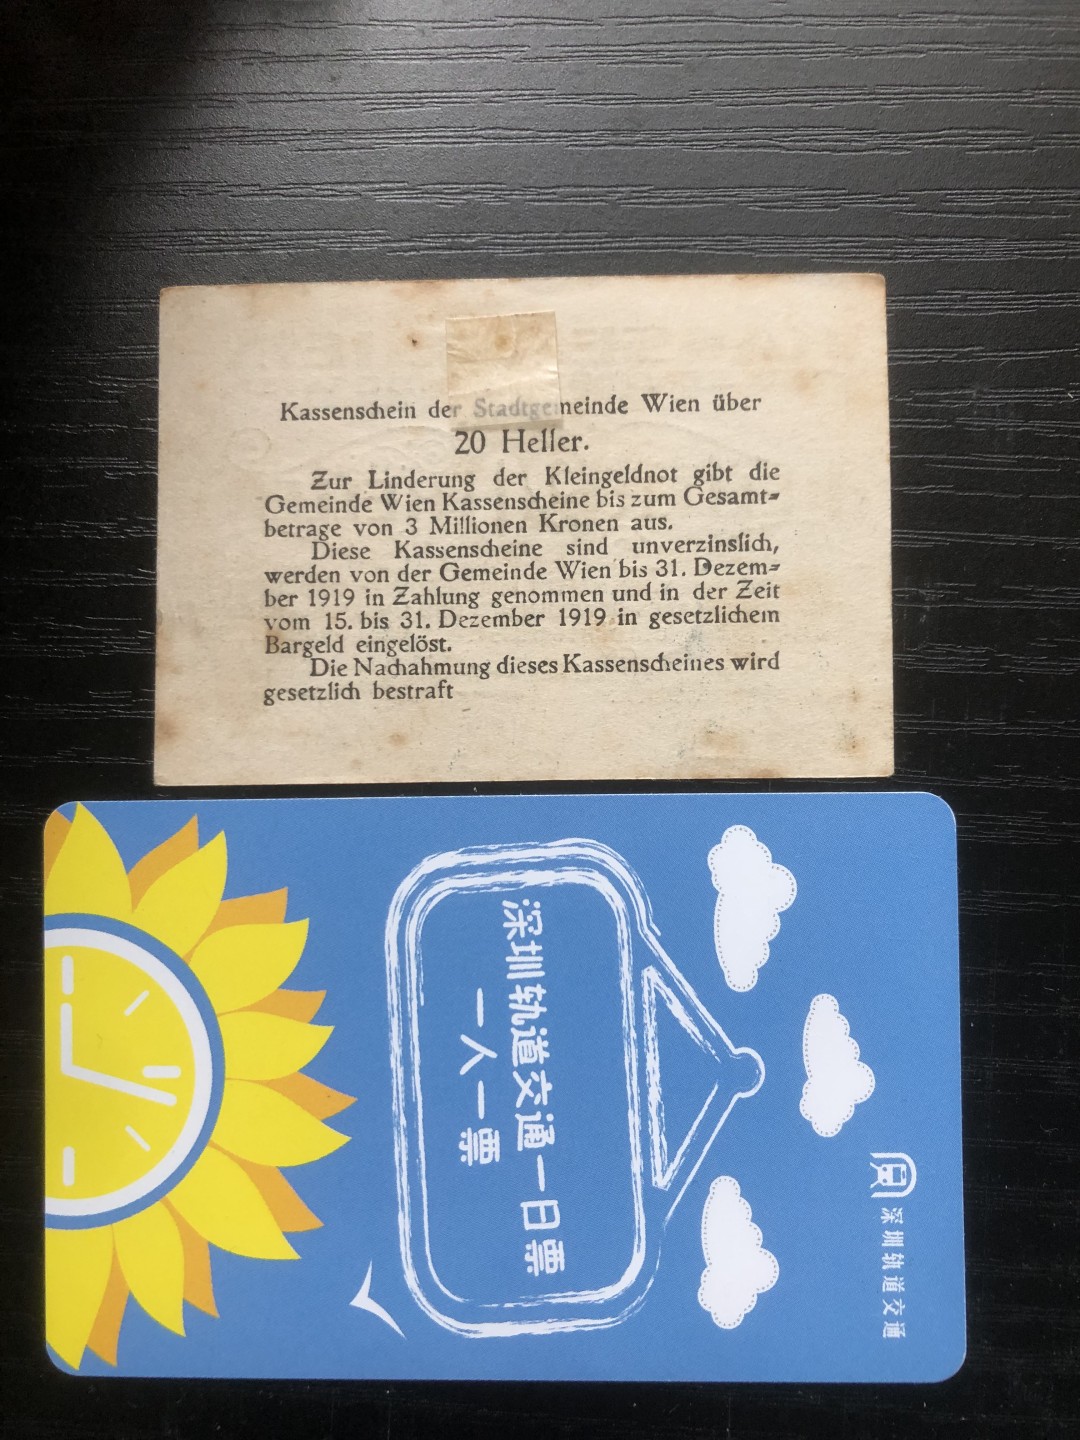 Kassenschein der Stadtgemeinde Wien über
20 Heller.
Zur Linderung der Kleingeldnot gibt die
Gemeinde Wien Kassenscheine bis zum Gesamt-
betrage von 3 Millionen Kronen aus.
Diese Kassenscheine sind unverzinslich,
werden von der Gemeinde Wien bis 31. Dezem-
ber 1919 in Zahlung genommen und in der Zeit
vom 15. bis 31. Dezember 1919 in gesetzlichem
Bargeld eingelöst.
Die Nachahmung dieses Kassenscheines wird
gesetzlich bestraft
深圳轨道交通
深圳轨道交通一日票
一人一票